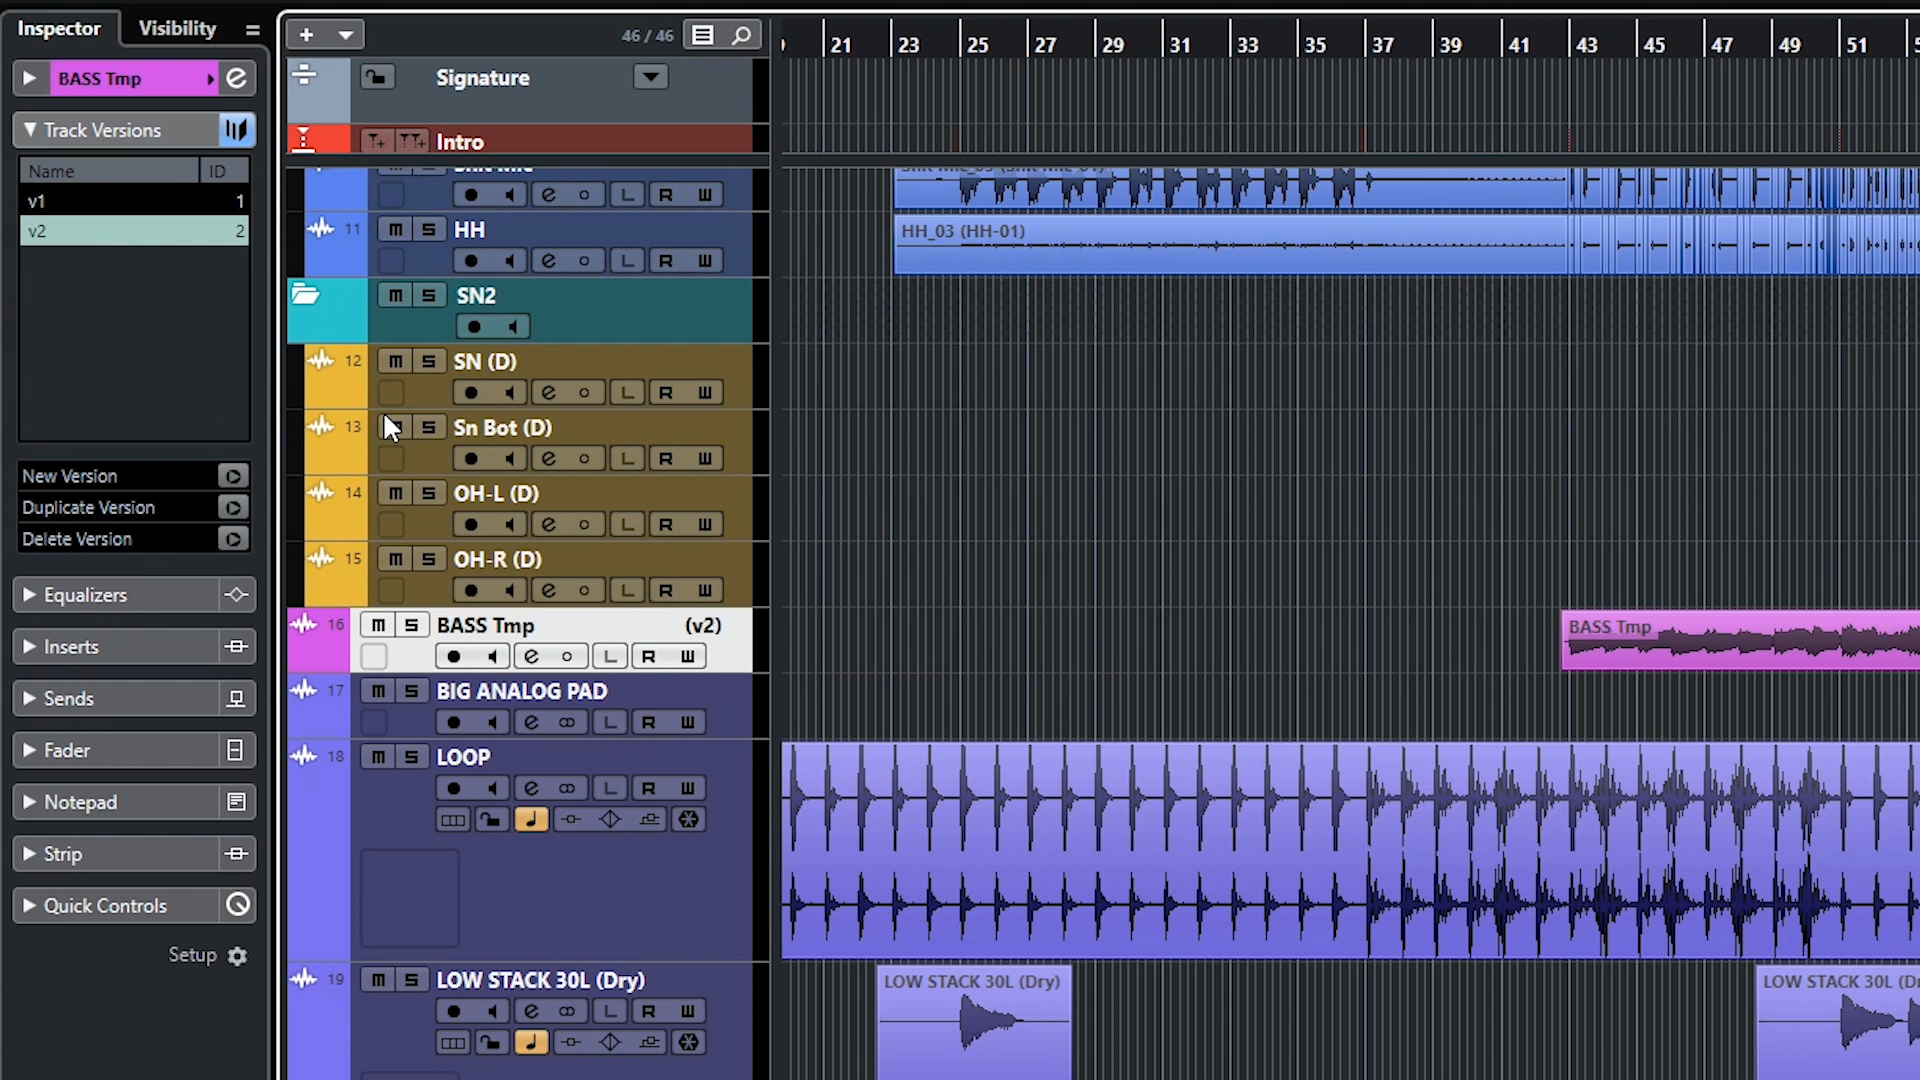 Inspector
Visibility
BASS Tmp
Track Versions
Name ID
v1 1
v2 2
New Version
Duplicate Version
Delete Version
Equalizers
Inserts
Sends
Fader
Notepad
Strip
Quick Controls
Setup
46 / 46
Signature
Intro
11 m S HH
L R W
SN2
m S
12 m S SN (D)
L R W
13 S Sn Bot (D)
L R W
14 m S OH-L (D)
L R W
15 m S OH-R (D)
L R W
16 m S BASS Tmp (v2)
L R W
17 m S BIG ANALOG PAD
L R W
18 m S LOOP
L R W
19 m S LOW STACK 30L (Dry)
L R W
21 23 25 27 29 31 33 35 37 39 41 43 45 47 49 51
HH_03 (HH-01)
BASS Tmp
LOW STACK 30L (Dry)
LOW STACK 30L (Dr